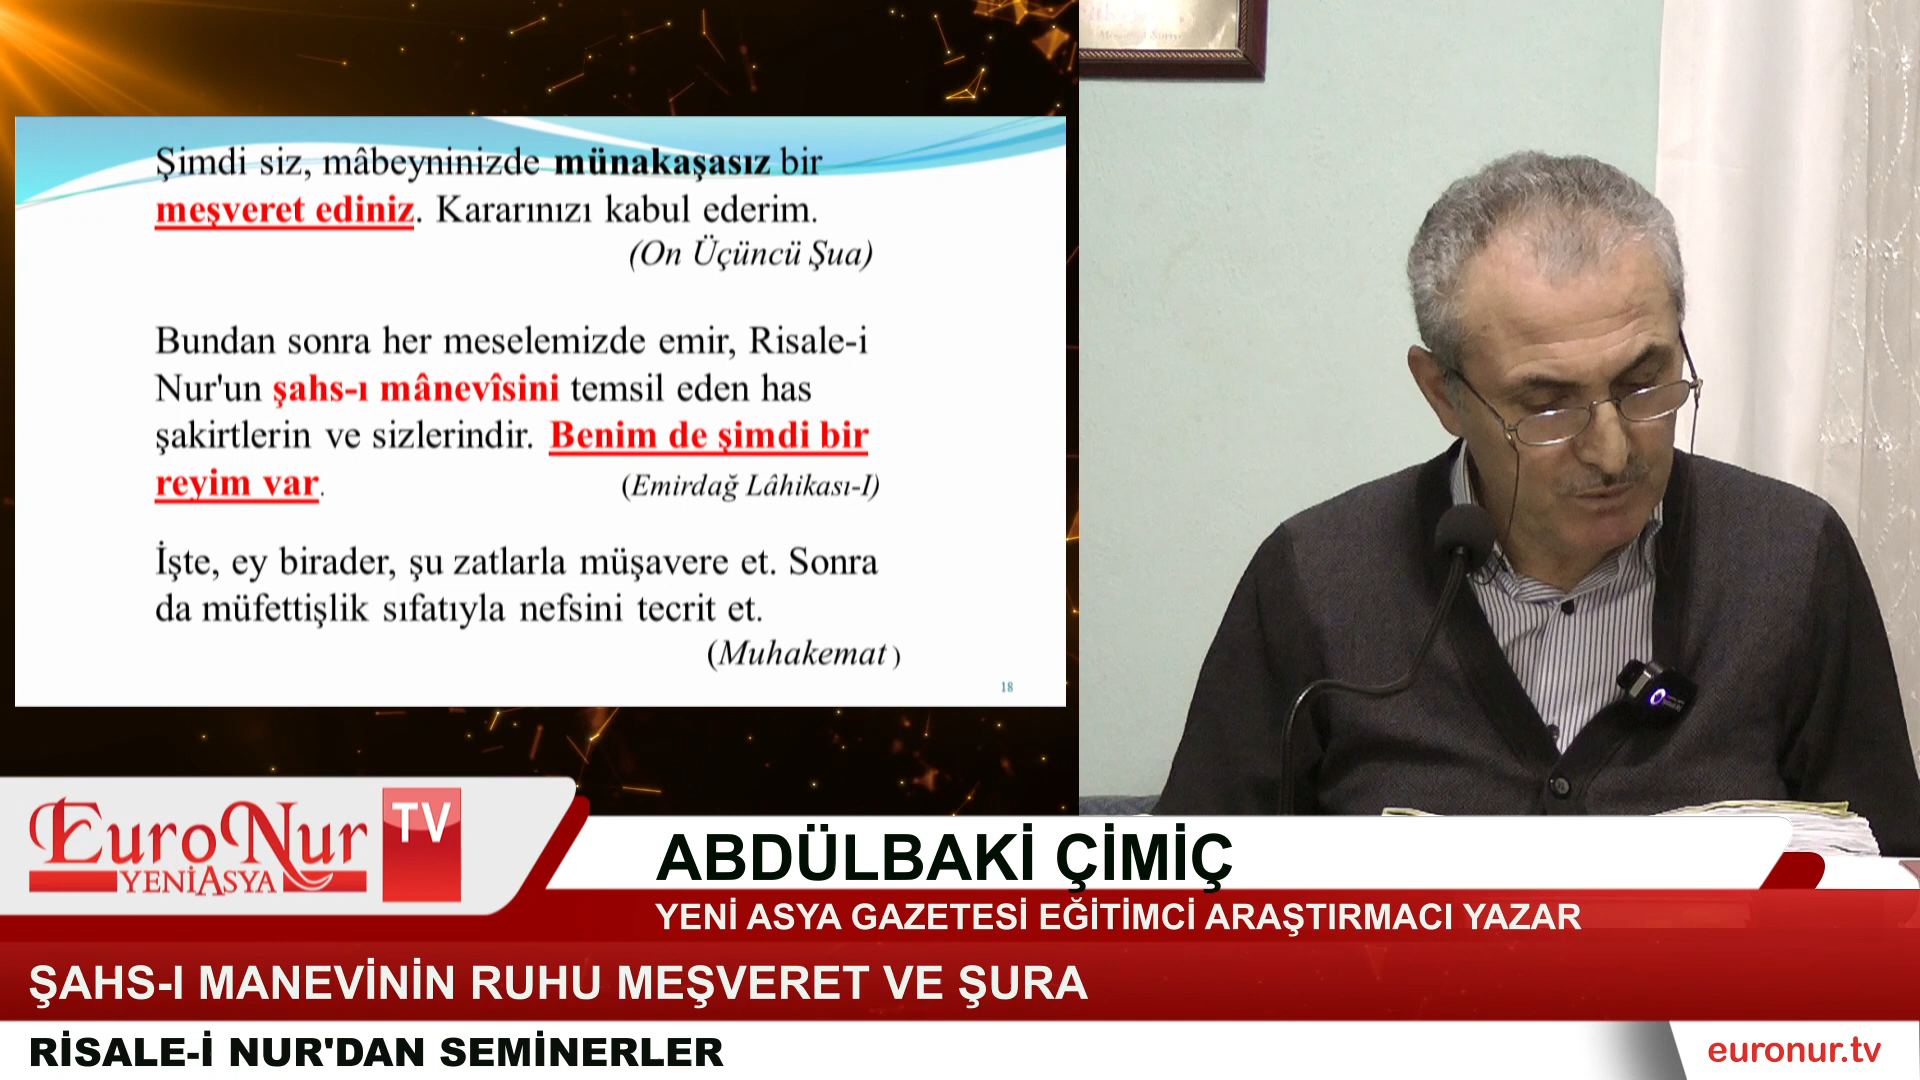 Şimdi siz, mâbeyninizde münakaşasız bir
meşveret ediniz. Kararınızı kabul ederim.
(On Üçüncü Şua)
Bundan sonra her meselemizde emir, Risale-i
Nur'un şahs-ı mânevîsini temsil eden has
şakirtlerin ve sizlerindir. Benim de şimdi bir
reyim var.
(Emirdağ Lâhikası-I)
İşte, ey birader, şu zatlarla müşavere et. Sonra
da müfettişlik sıfatıyla nefsini tecrit et.
(Muhakemat )
18
EuroNur TV
YENİASYA
ABDÜLBAKİ ÇİMİÇ
YENİ ASYA GAZETESİ EĞİTİMCİ ARAŞTIRMACI YAZAR
ŞAHS-I MANEVİNİN RUHU MEŞVERET VE ŞURA
RİSALE-İ NUR'DAN SEMİNERLER
euronur.tv